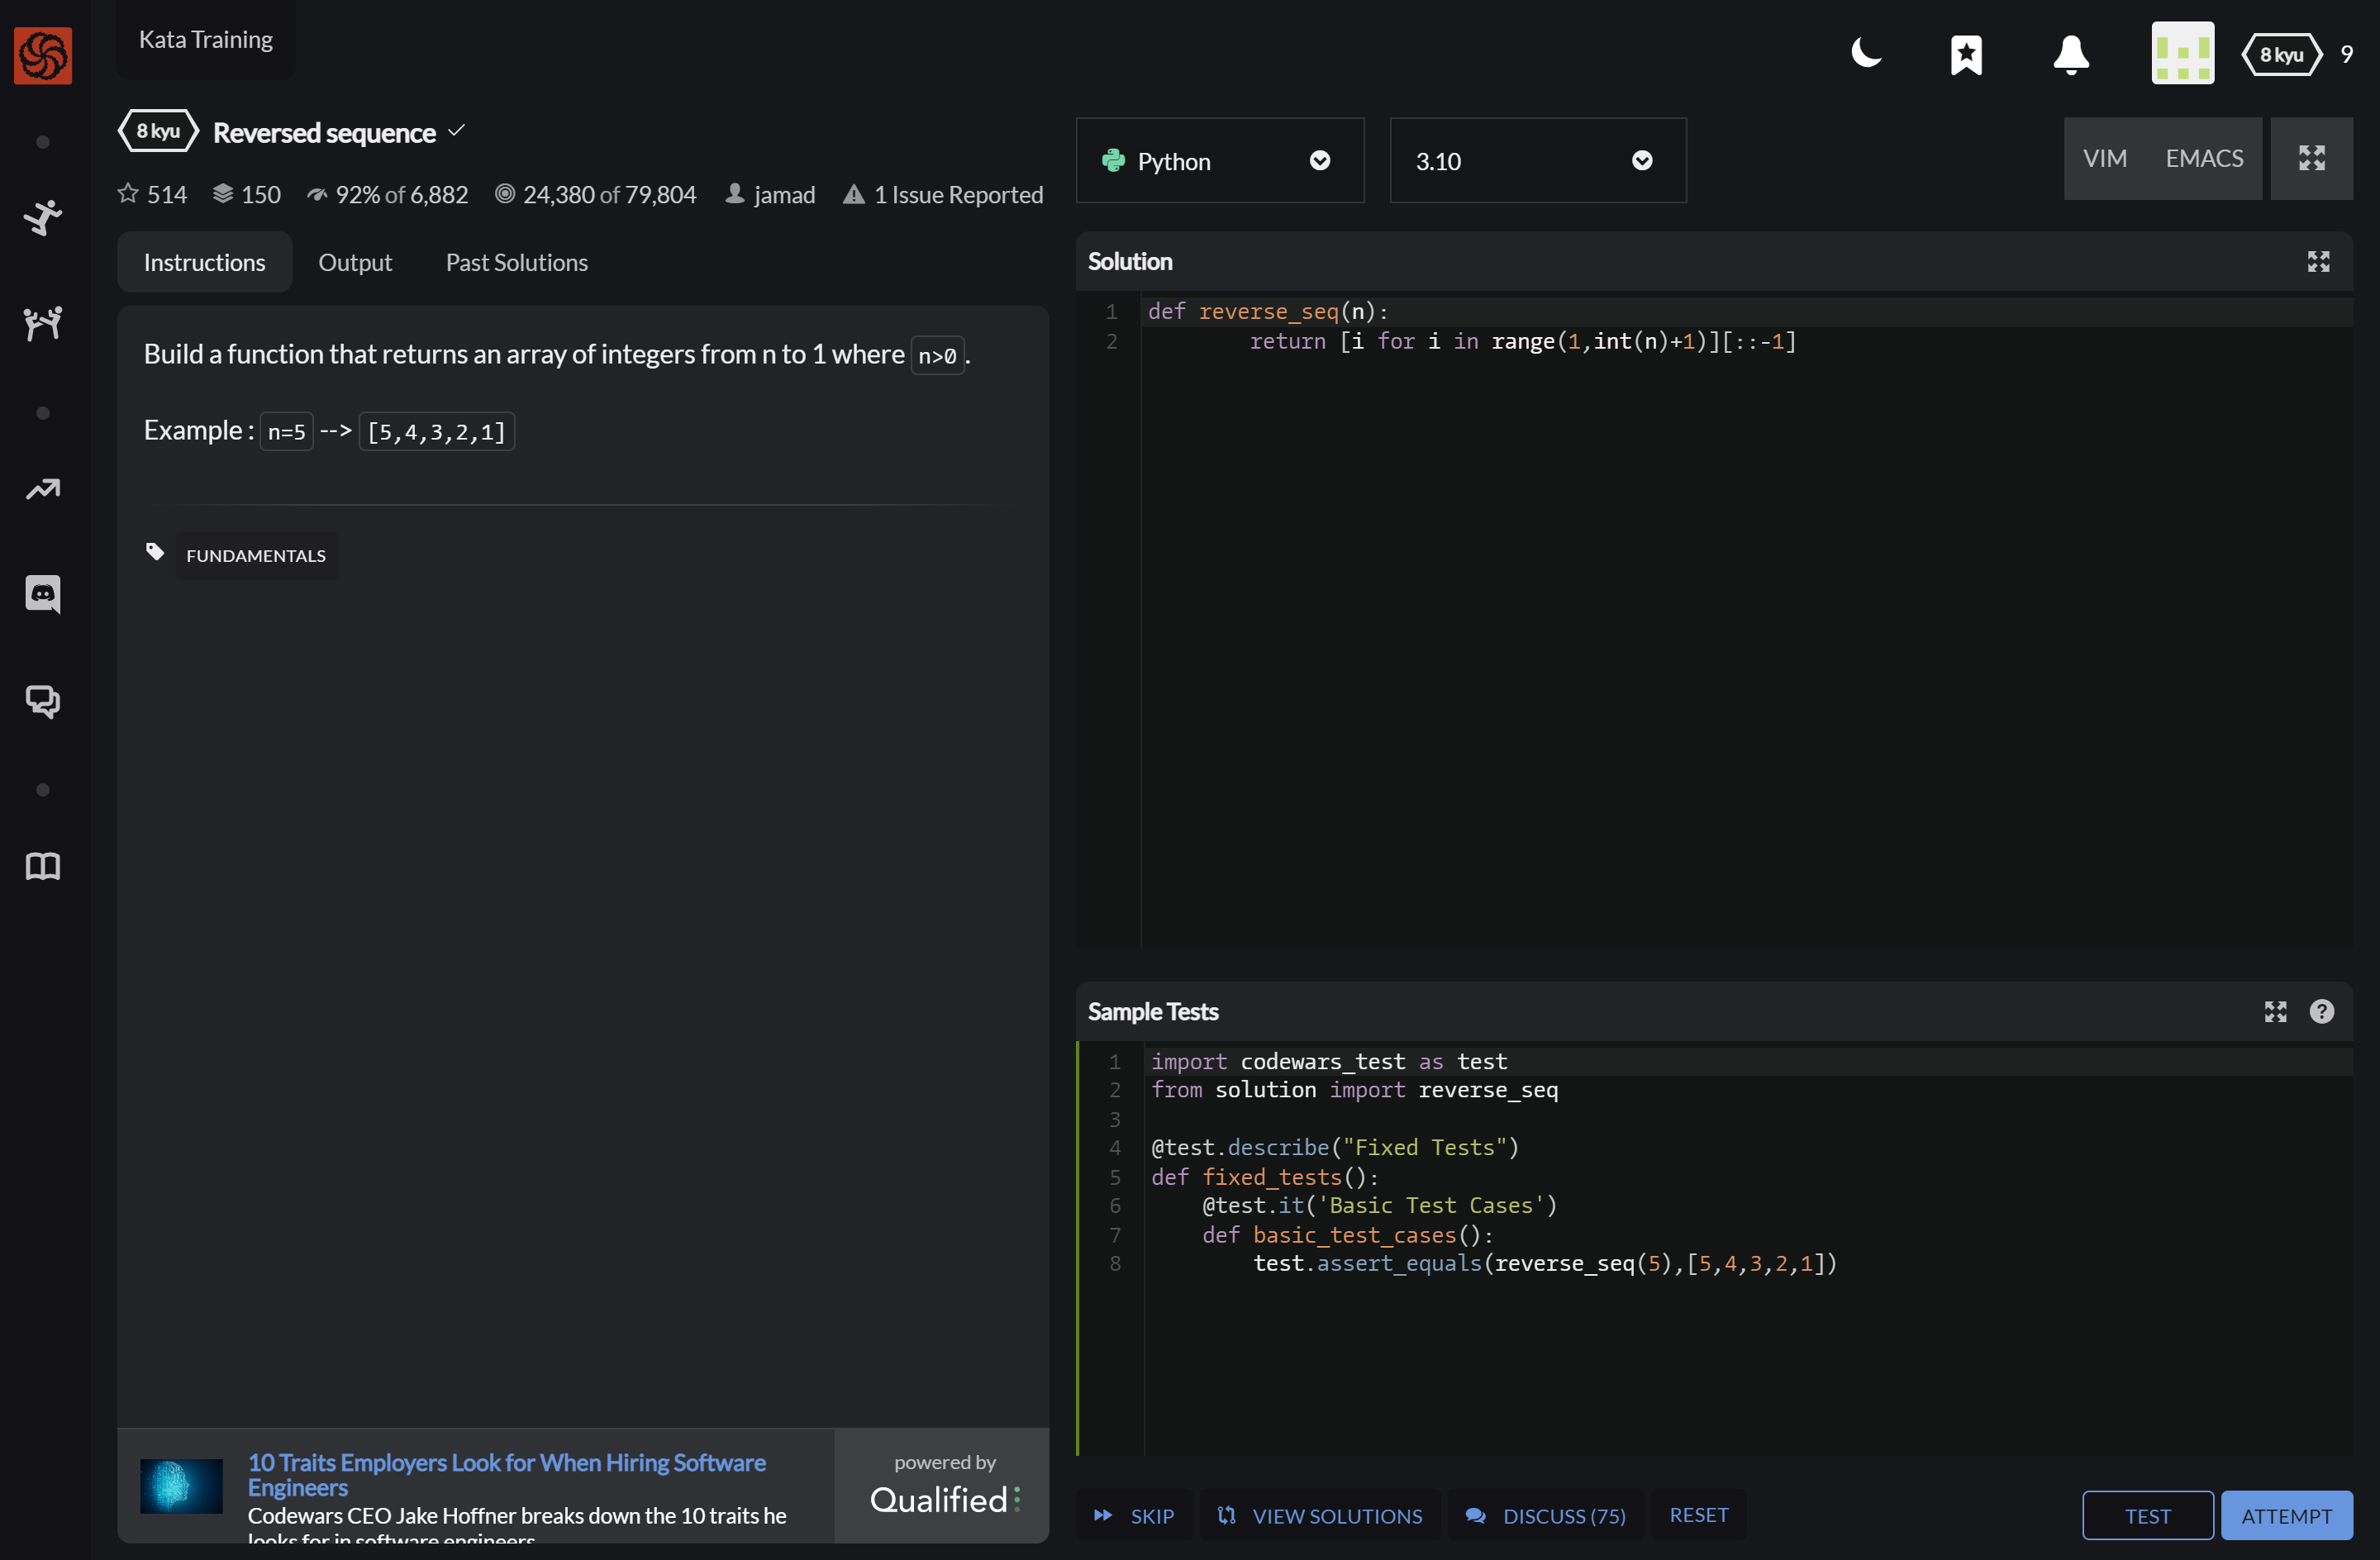 Kata Training
8 kyu 9
8 kyu Reversed sequence
514 150 92% of 6,882 24,380 of 79,804 jamad 1 Issue Reported
Instructions Output Past Solutions
Build a function that returns an array of integers from n to 1 where n>0.
Example : n=5 --> [5,4,3,2,1]
FUNDAMENTALS
10 Traits Employers Look for When Hiring Software
Engineers
Codewars CEO Jake Hoffner breaks down the 10 traits he
looks for in software engineers
powered by
Qualified
Python 3.10 VIM EMACS
Solution
1 def reverse_seq(n):
2 return [i for i in range(1,int(n)+1)][::-1]
Sample Tests
1 import codewars_test as test
2 from solution import reverse_seq
3
4 @test.describe("Fixed Tests")
5 def fixed_tests():
6 @test.it('Basic Test Cases')
7 def basic_test_cases():
8 test.assert_equals(reverse_seq(5),[5,4,3,2,1])
SKIP VIEW SOLUTIONS DISCUSS (75) RESET TEST ATTEMPT